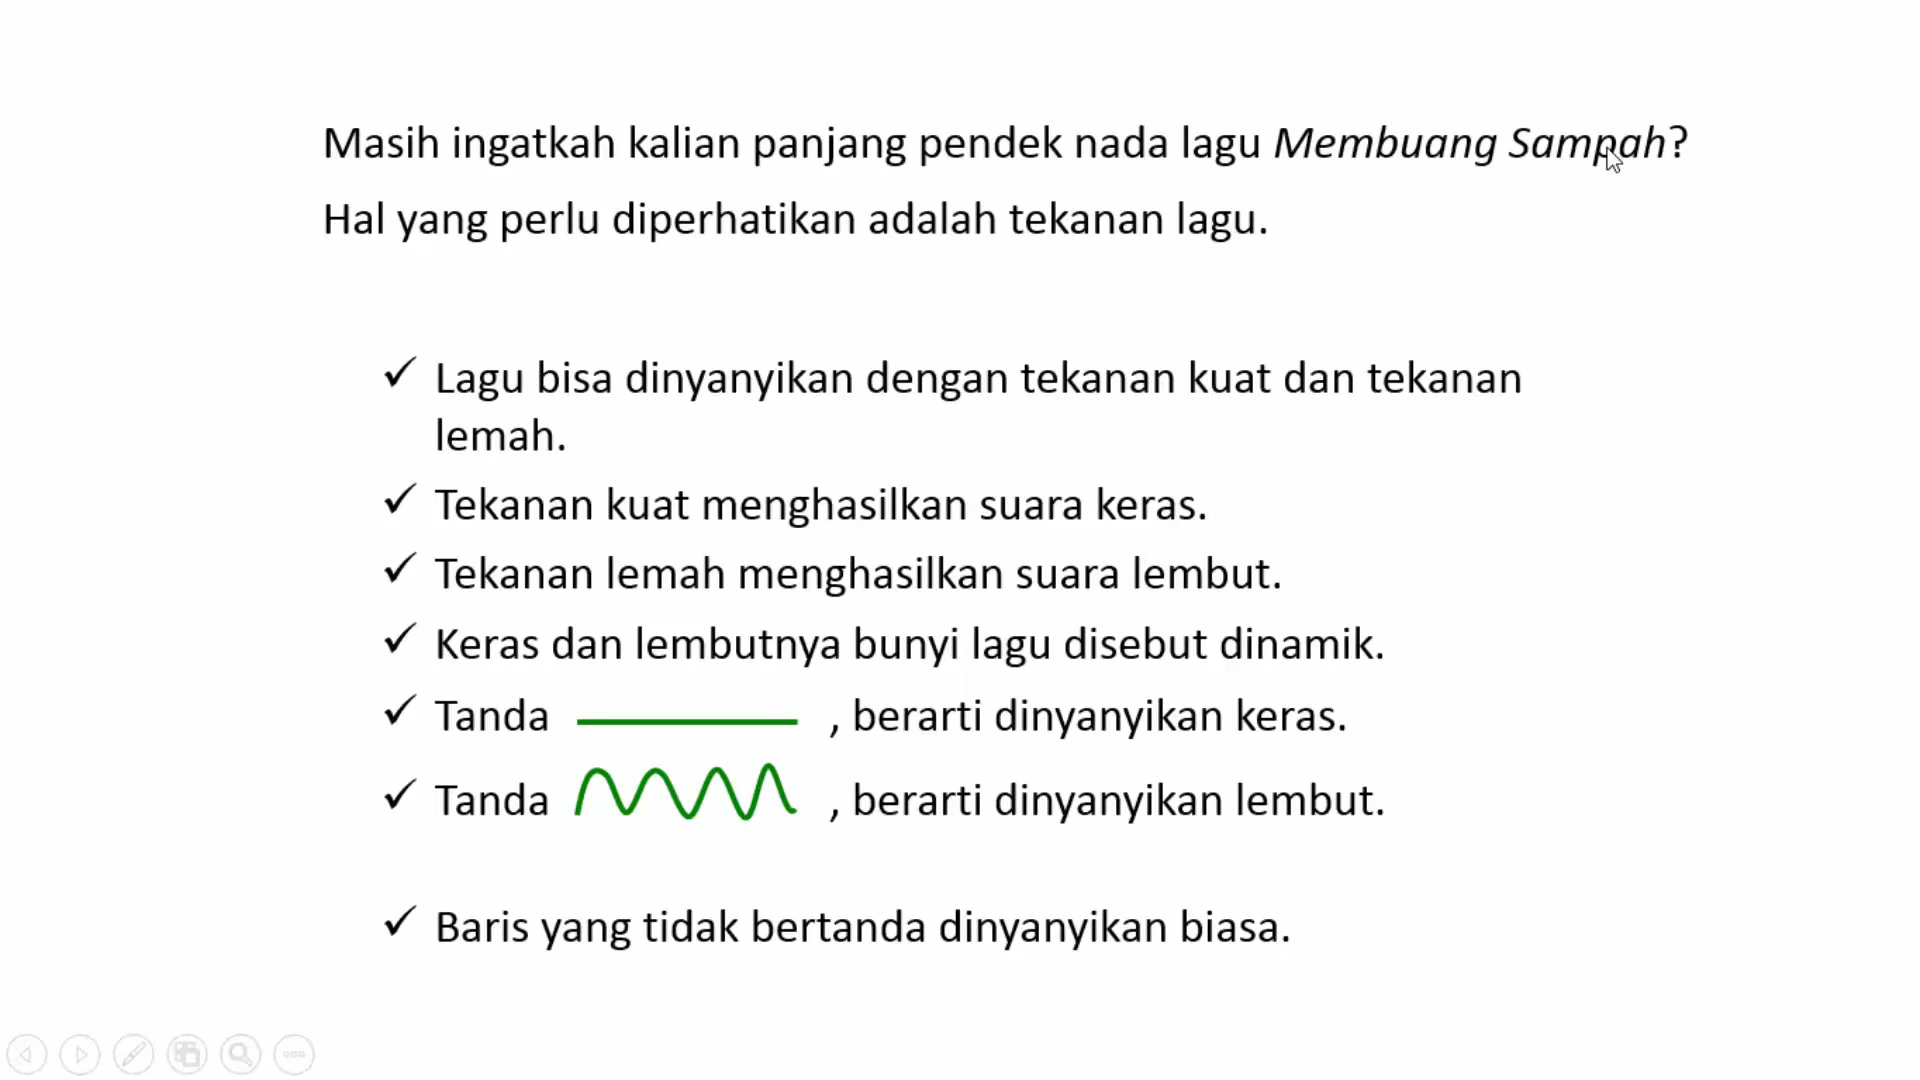 Masih ingatkah kalian panjang pendek nada lagu Membuang Sampah?
Hal yang perlu diperhatikan adalah tekanan lagu.
✓ Lagu bisa dinyanyikan dengan tekanan kuat dan tekanan
lemah.
✓ Tekanan kuat menghasilkan suara keras.
✓ Tekanan lemah menghasilkan suara lembut.
✓ Keras dan lembutnya bunyi lagu disebut dinamik.
✓ Tanda , berarti dinyanyikan keras.
✓ Tanda , berarti dinyanyikan lembut.
✓ Baris yang tidak bertanda dinyanyikan biasa.